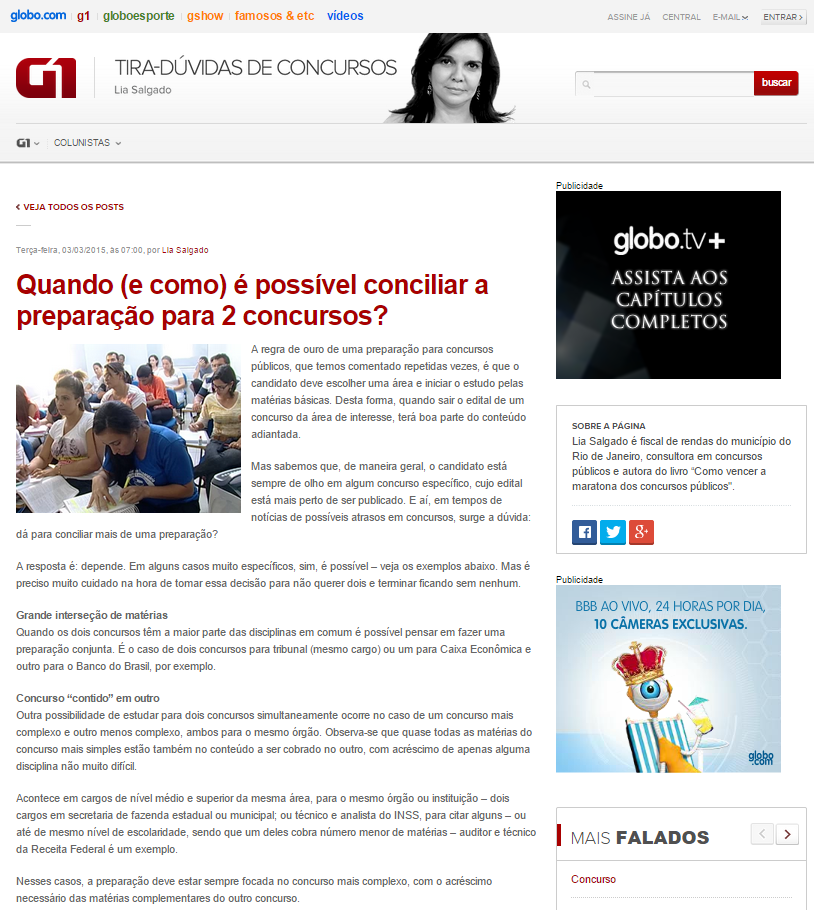 globo.com g1 globoesporte gshow famosos & etc vídeos
ASSINE JÁ CENTRAL E-MAIL ENTRAR
G1
TIRA-DÚVIDAS DE CONCURSOS
Lia Salgado
buscar
G1 COLUNISTAS
VEJA TODOS OS POSTS
Terça-feira, 03/03/2015, às 07:00, por Lia Salgado
Quando (e como) é possível conciliar a
preparação para 2 concursos?
A regra de ouro de uma preparação para concursos
públicos, que temos comentado repetidas vezes, é que o
candidato deve escolher uma área e iniciar o estudo pelas
matérias básicas. Desta forma, quando sair o edital de um
concurso da área de interesse, terá boa parte do conteúdo
adiantada.
Mas sabemos que, de maneira geral, o candidato está
sempre de olho em algum concurso específico, cujo edital
está mais perto de ser publicado. E aí, em tempos de
notícias de possíveis atrasos em concursos, surge a dúvida:
dá para conciliar mais de uma preparação?
A resposta é: depende. Em alguns casos muito específicos, sim, é possível – veja os exemplos abaixo. Mas é
preciso muito cuidado na hora de tomar essa decisão para não querer dois e terminar ficando sem nenhum.
Grande interseção de matérias
Quando os dois concursos têm a maior parte das disciplinas em comum é possível pensar em fazer uma
preparação conjunta. É o caso de dois concursos para tribunal (mesmo cargo) ou um para Caixa Econômica e
outro para o Banco do Brasil, por exemplo.
Concurso “contido” em outro
Outra possibilidade de estudar para dois concursos simultaneamente ocorre no caso de um concurso mais
complexo e outro menos complexo, ambos para o mesmo órgão. Observa-se que quase todas as matérias do
concurso mais simples estão também no conteúdo a ser cobrado no outro, com acréscimo de apenas alguma
disciplina não muito difícil.
Acontece em cargos de nível médio e superior da mesma área, para o mesmo órgão ou instituição – dois
cargos em secretaria de fazenda estadual ou municipal; ou técnico e analista do INSS, para citar alguns – ou
até de mesmo nível de escolaridade, sendo que um deles cobra número menor de matérias – auditor e técnico
da Receita Federal é um exemplo.
Nesses casos, a preparação deve estar sempre focada no concurso mais complexo, com o acréscimo
necessário das matérias complementares do outro concurso.
Publicidade
globo.tv+
ASSISTA AOS
CAPÍTULOS
COMPLETOS
SOBRE A PÁGINA
Lia Salgado é fiscal de rendas do município do
Rio de Janeiro, consultora em concursos
públicos e autora do livro “Como vencer a
maratona dos concursos públicos”.
Publicidade
BBB AO VIVO, 24 HORAS POR DIA,
10 CÂMERAS EXCLUSIVAS.
globo
.com
MAIS FALADOS
Concurso